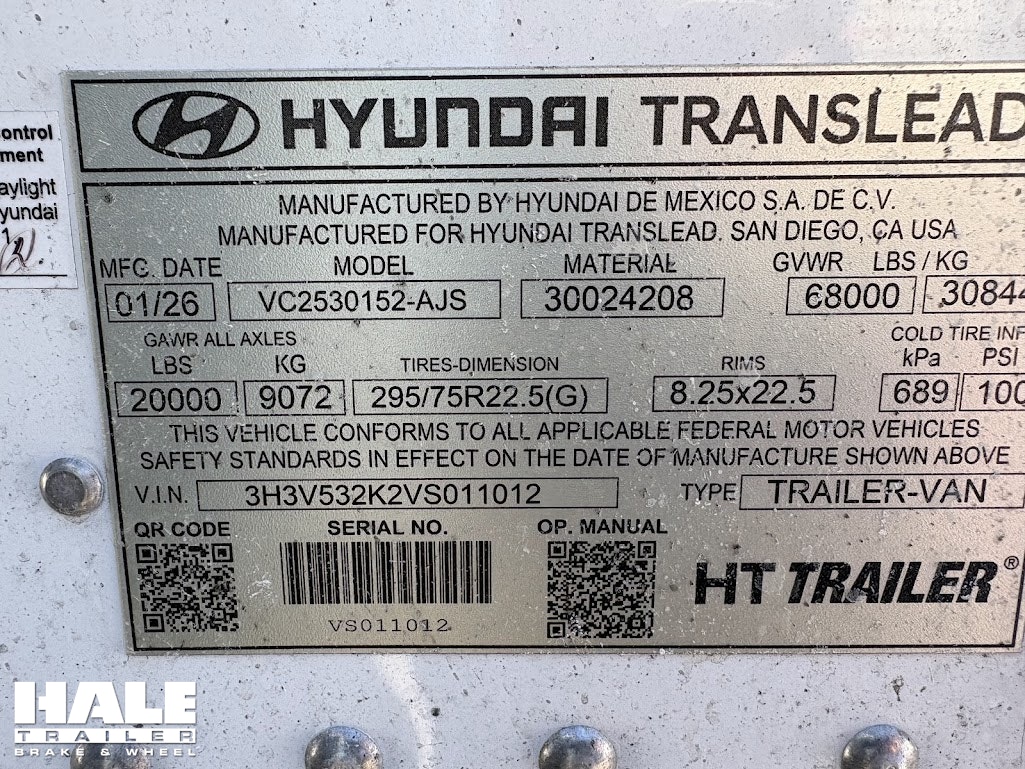 HYUNDAI TRANSLEAD
ontrol
ment
aylight
yundai
1
MANUFACTURED BY HYUNDAI DE MEXICO S.A. DE C.V.
MANUFACTURED FOR HYUNDAI TRANSLEAD. SAN DIEGO, CA USA
MFG. DATE MODEL MATERIAL GVWR LBS / KG
01/26 VC2530152-AJS 30024208 68000 30844
GAWR ALL AXLES COLD TIRE INF
LBS KG TIRES-DIMENSION RIMS kPa PSI
20000 9072 295/75R22.5(G) 8.25x22.5 689 100
THIS VEHICLE CONFORMS TO ALL APPLICABLE FEDERAL MOTOR VEHICLES
SAFETY STANDARDS IN EFFECT ON THE DATE OF MANUFACTURE SHOWN ABOVE
V.I.N. 3H3V532K2VS011012 TYPE TRAILER-VAN
QR CODE SERIAL NO. OP. MANUAL
HT TRAILER®
VS011012
HALE
TRAILER
BRAKE & WHEEL